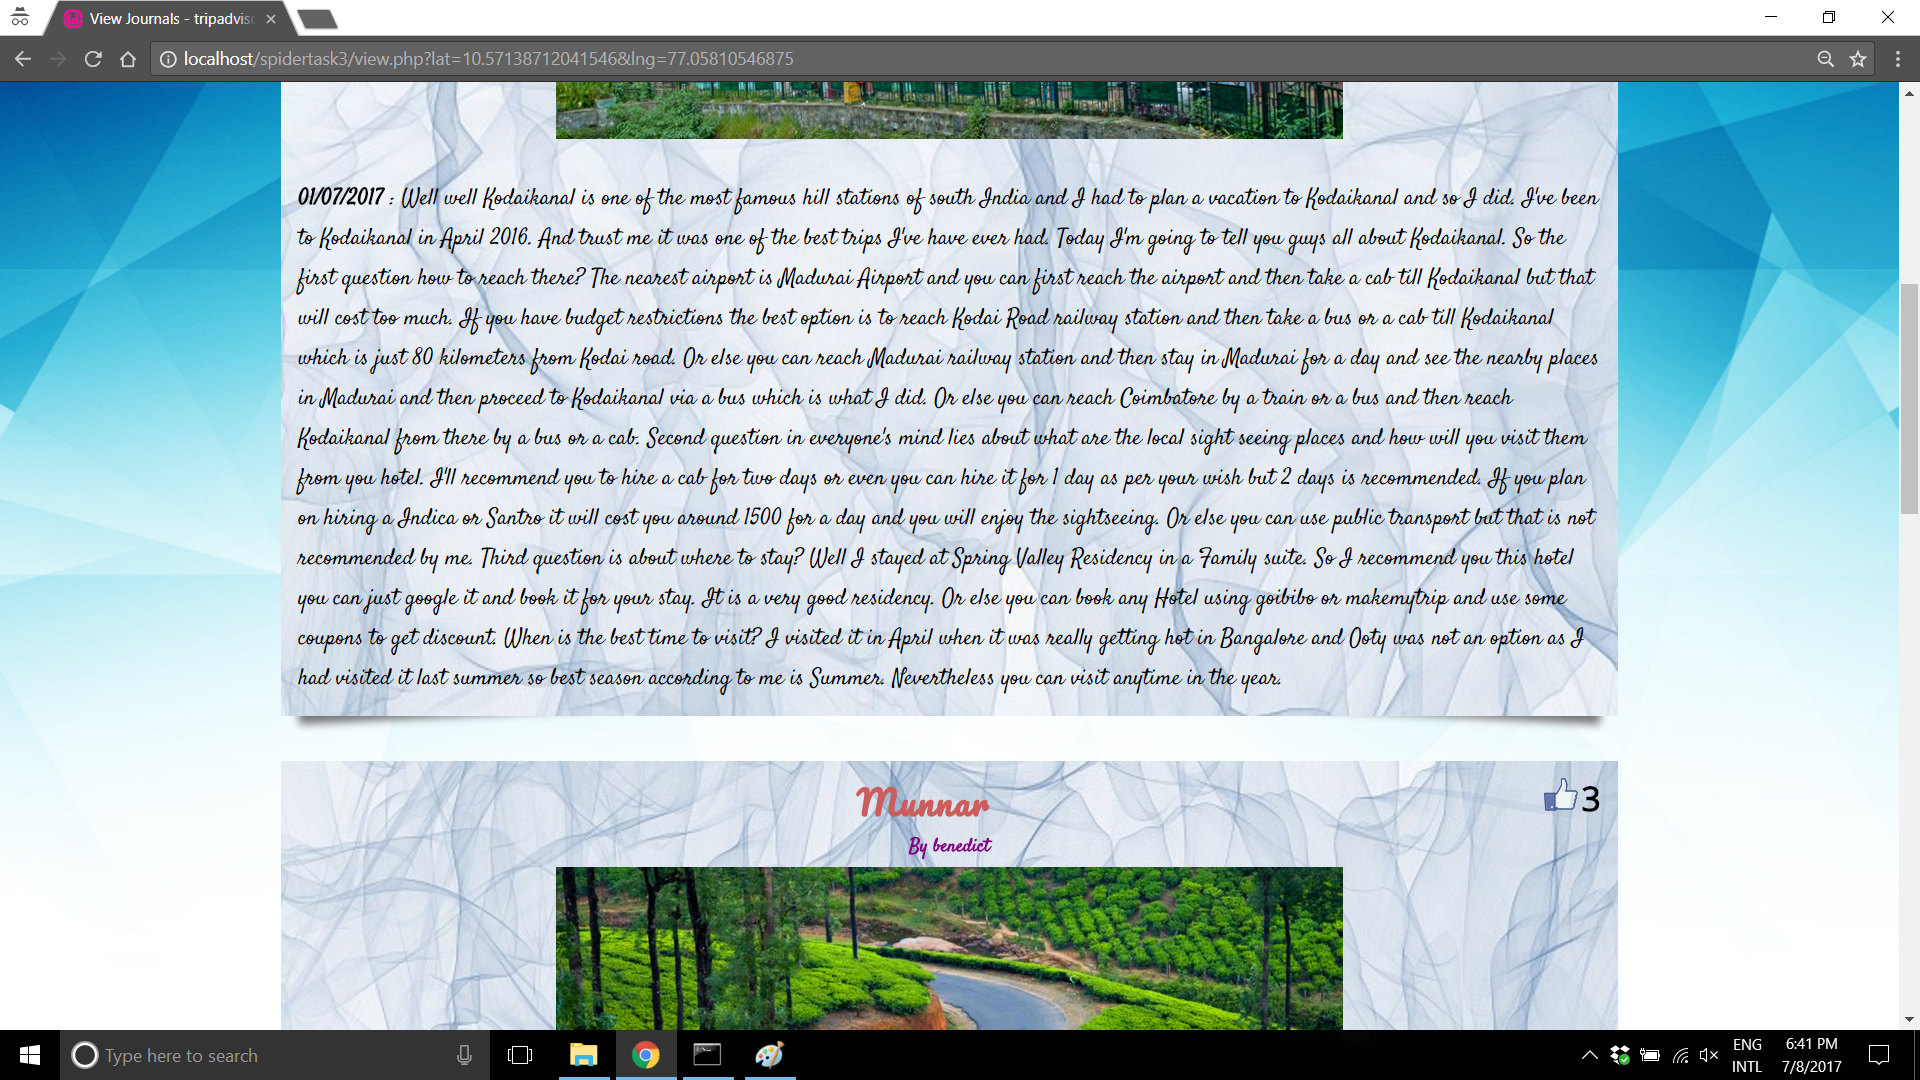 View Journals - tripadvis
localhost/spidertask3/view.php?lat=10.57138712041546&lng=77.05810546875
01/07/2017 : Well well Kodaikanal is one of the most famous hill stations of south India and I had to plan a vacation to Kodaikanal and so I did. I've been
to Kodaikanal in April 2016. And trust me it was one of the best trips I've have ever had. Today I'm going to tell you guys all about Kodaikanal. So the
first question how to reach there? The nearest airport is Madurai Airport and you can first reach the airport and then take a cab till Kodaikanal but that
will cost too much. If you have budget restrictions the best option is to reach Kodai Road railway station and then take a bus or a cab till Kodaikanal
which is just 80 kilometers from Kodai road. Or else you can reach Madurai railway station and then stay in Madurai for a day and see the nearby places
in Madurai and then proceed to Kodaikanal via a bus which is what I did. Or else you can reach Coimbatore by a train or a bus and then reach
Kodaikanal from there by a bus or a cab. Second question in everyone's mind lies about what are the local sight seeing places and how will you visit them
from you hotel. I'll recommend you to hire a cab for two days or even you can hire it for 1 day as per your wish but 2 days is recommended. If you plan
on hiring a Indica or Santro it will cost you around 1500 for a day and you will enjoy the sightseeing. Or else you can use public transport but that is not
recommended by me. Third question is about where to stay? Well I stayed at Spring Valley Residency in a Family suite. So I recommend you this hotel
you can just google it and book it for your stay. It is a very good residency. Or else you can book any Hotel using goibibo or makemytrip and use some
coupons to get discount. When is the best time to visit? I visited it in April when it was really getting hot in Bangalore and Ooty was not an option as I
had visited it last summer so best season according to me is Summer. Nevertheless you can visit anytime in the year.
Munnar
3
By benedict
Type here to search
ENG
INTL
6:41 PM
7/8/2017